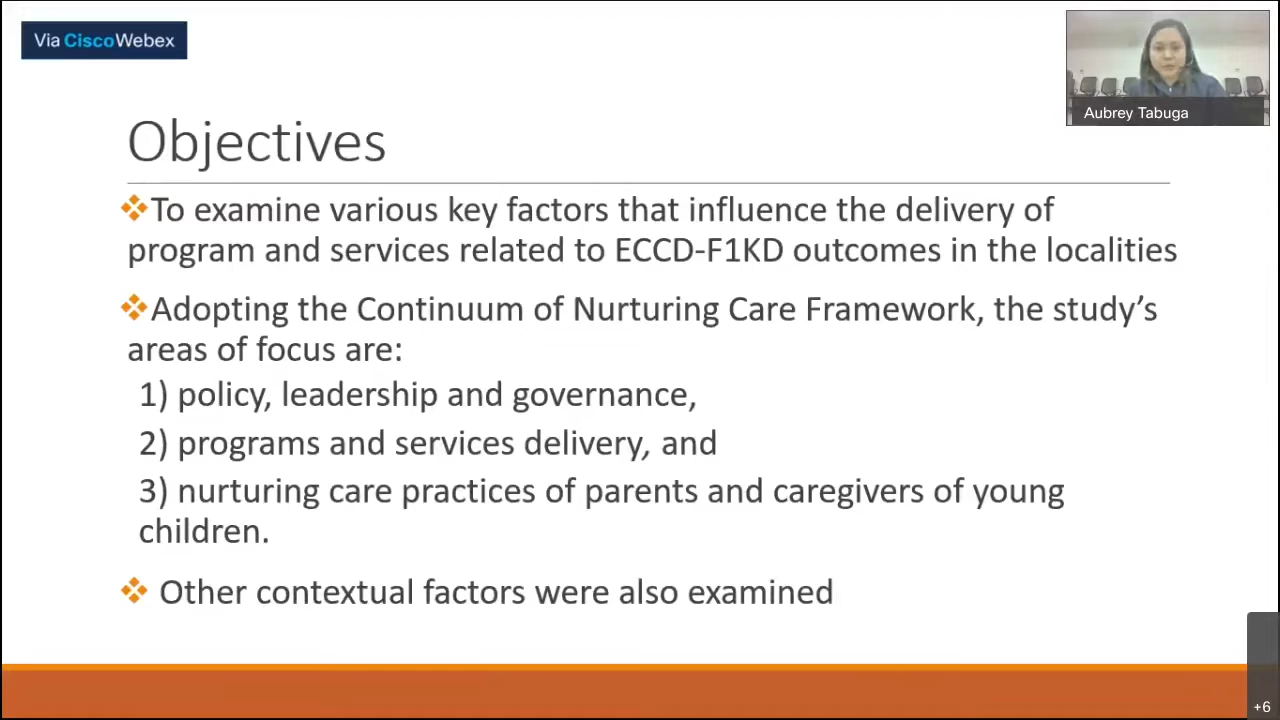 Via CiscoWebex
Aubrey Tabuga
Objectives
To examine various key factors that influence the delivery of
program and services related to ECCD-F1KD outcomes in the localities
Adopting the Continuum of Nurturing Care Framework, the study's
areas of focus are:
1) policy, leadership and governance,
2) programs and services delivery, and
3) nurturing care practices of parents and caregivers of young
children.
Other contextual factors were also examined
+6